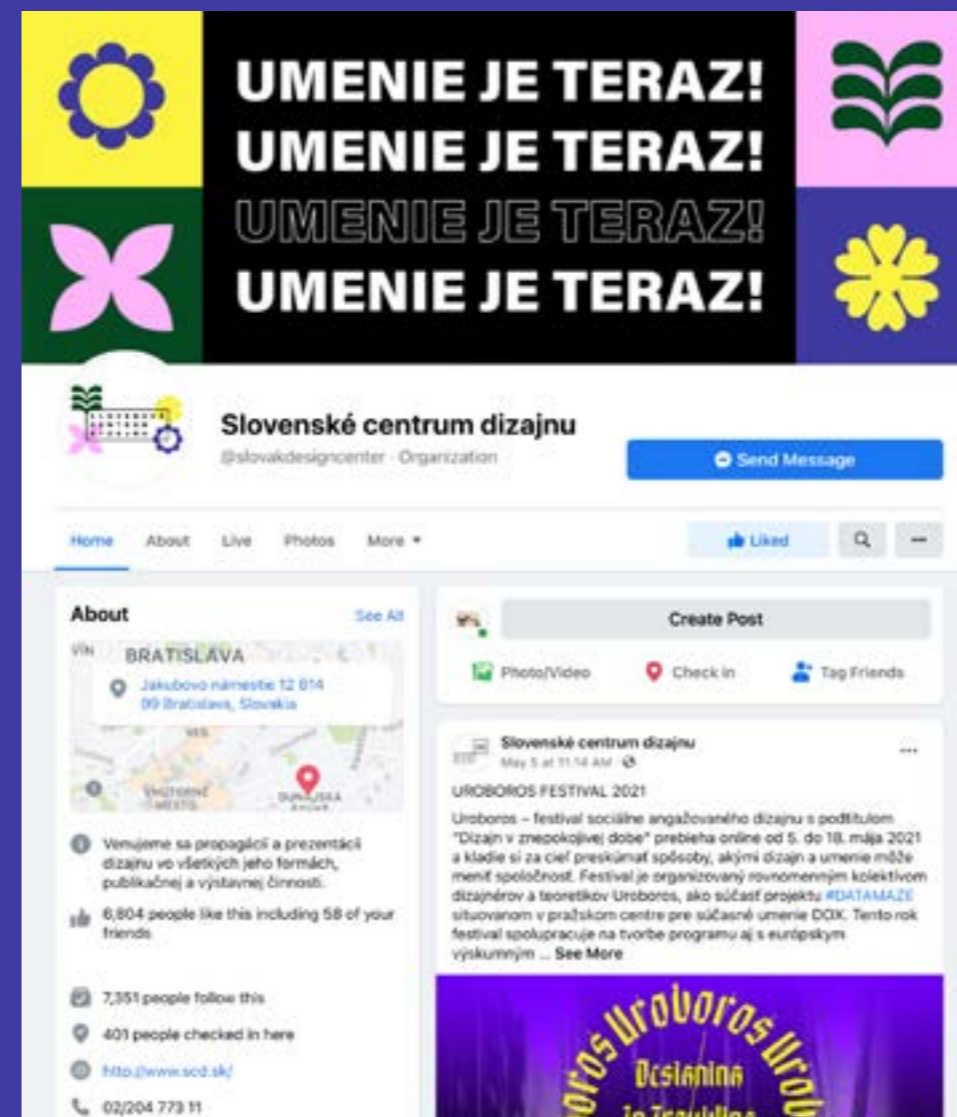 UMENIE JE TERAZ!
UMENIE JE TERAZ!
UMENIE JE TERAZ!
UMENIE JE TERAZ!
Slovenské centrum dizajnu
@slovakdesigncenter · Organization
Send Message
Home About Live Photos More
Liked
About See All
BRATISLAVA
Jakubovo námestie 12 814
99 Bratislava, Slovakia
VNÚTORNÉ
MESTO
DUNAJSKÁ
Venujeme sa propagácií a prezentácií
dizajnu vo všetkých jeho formách,
publikačnej a výstavnej činnosti.
6,804 people like this including 58 of your
friends
7,351 people follow this
401 people checked in here
http://www.scd.sk/
02/204 773 11
Create Post
Photo/Video Check in Tag Friends
Slovenské centrum dizajnu
May 5 at 11:14 AM
UROBOROS FESTIVAL 2021
Uroboros – festival sociálne angažovaného dizajnu s podtitulom
"Dizajn v znepokojivej dobe" prebieha online od 5. do 18. mája 2021
a kladie si za cieľ preskúmať spôsoby, akými dizajn a umenie môže
meniť spoločnosť. Festival je organizovaný rovnomenným kolektívom
dizajnérov a teoretikov Uroboros, ako súčasť projektu #DATAMAZE
situovanom v pražskom centre pre súčasné umenie DOX. Tento rok
festival spolupracuje na tvorbe programu aj s európskym
výskumným ... See More
Uroboros
Designing
in Troubling